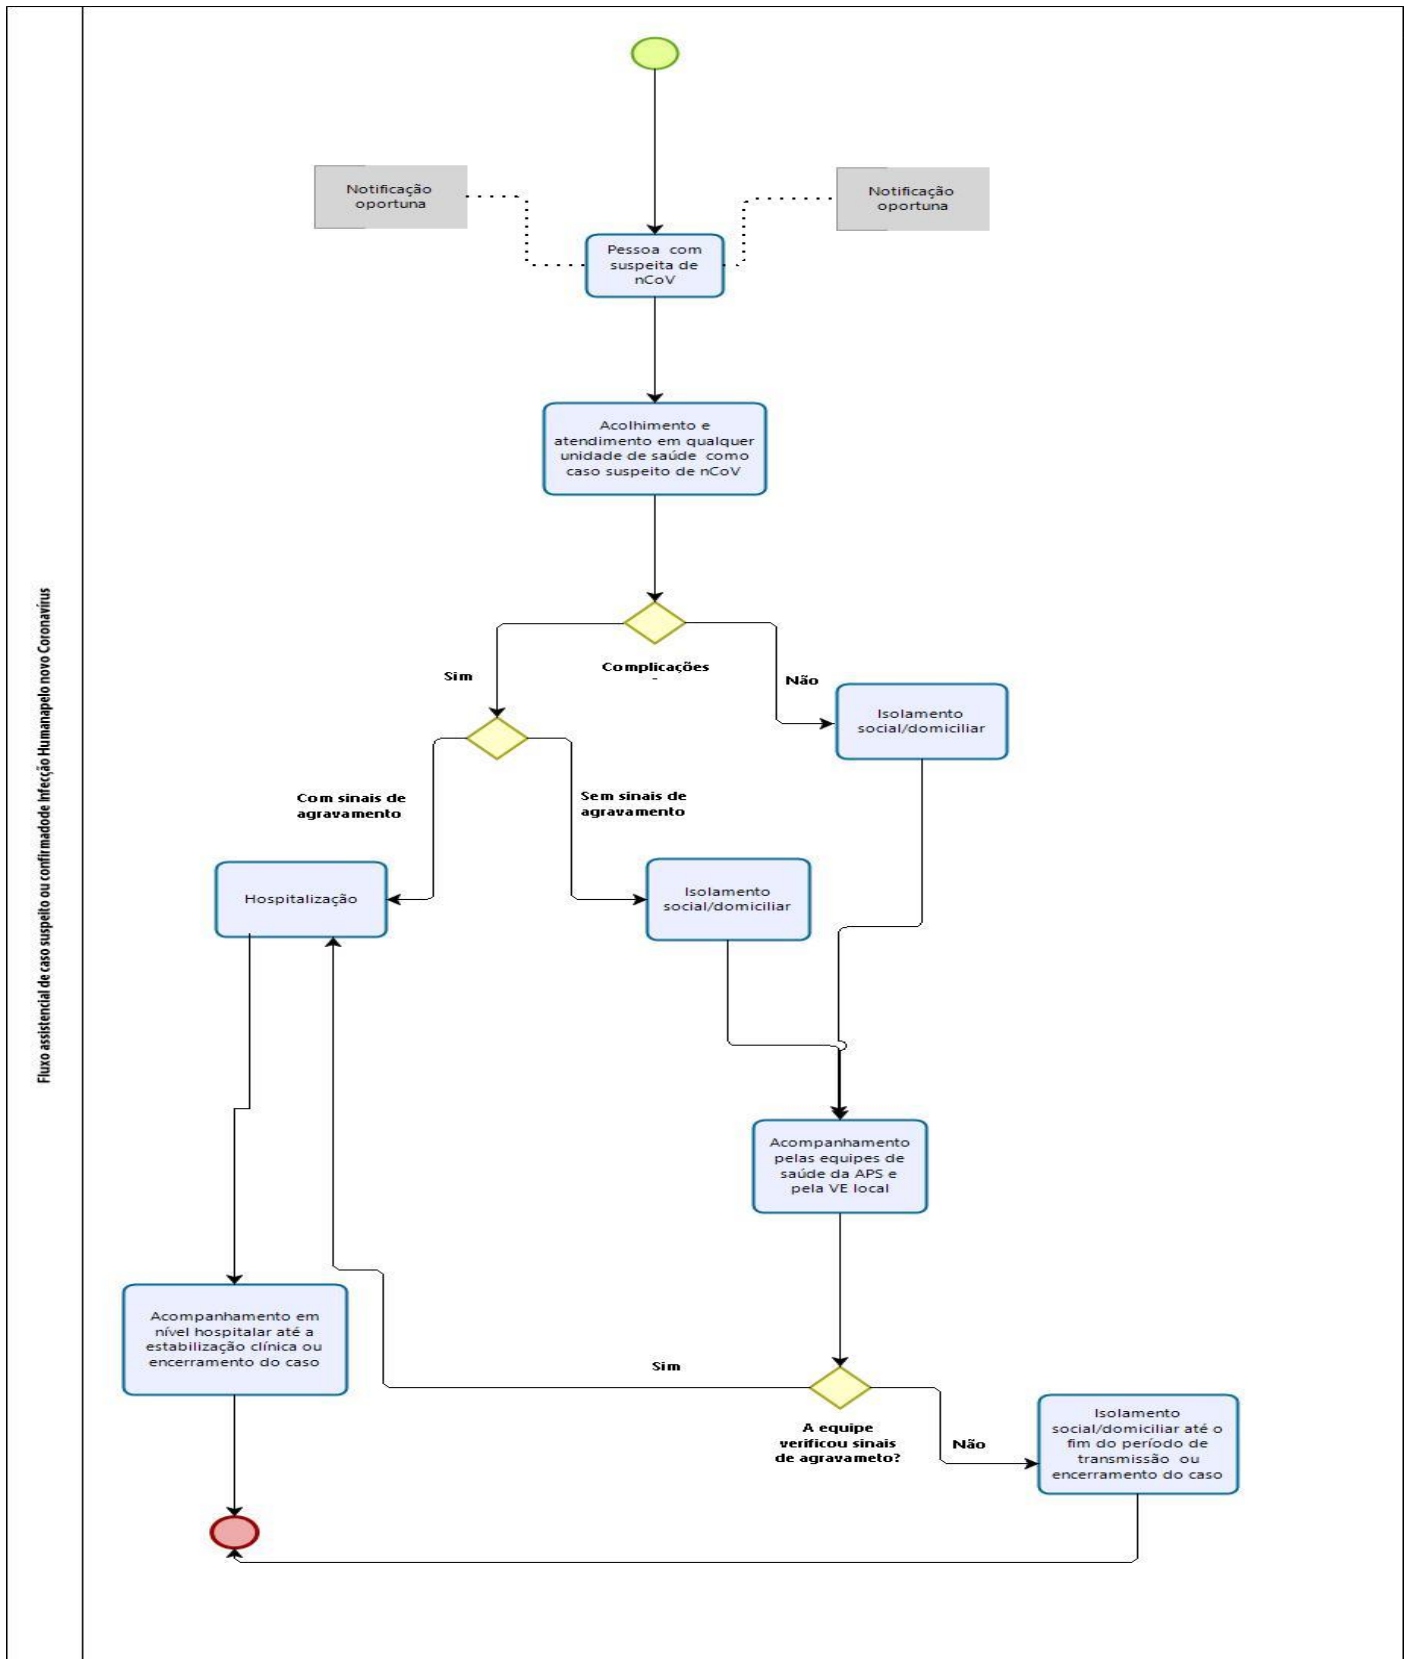 Fluxo assistencial de caso suspeito ou confirmadode Infecção Humanapelo novo Coronavírus
Notificação
oportuna
Notificação
oportuna
Pessoa com
suspeita de
nCoV
Acolhimento e
atendimento em qualquer
unidade de saúde como
caso suspeito de nCoV
Complicações
-
Sim
Não
Isolamento
social/domiciliar
Com sinais de
agravamento
Sem sinais de
agravamento
Hospitalização
Isolamento
social/domiciliar
Acompanhamento
pelas equipes de
saúde da APS e
pela VE local
Acompanhamento em
nível hospitalar até a
estabilização clínica ou
encerramento do caso
Sim
A equipe
verificou sinais
de agravameto?
Não
Isolamento
social/domiciliar até o
fim do período de
transmissão ou
encerramento do caso